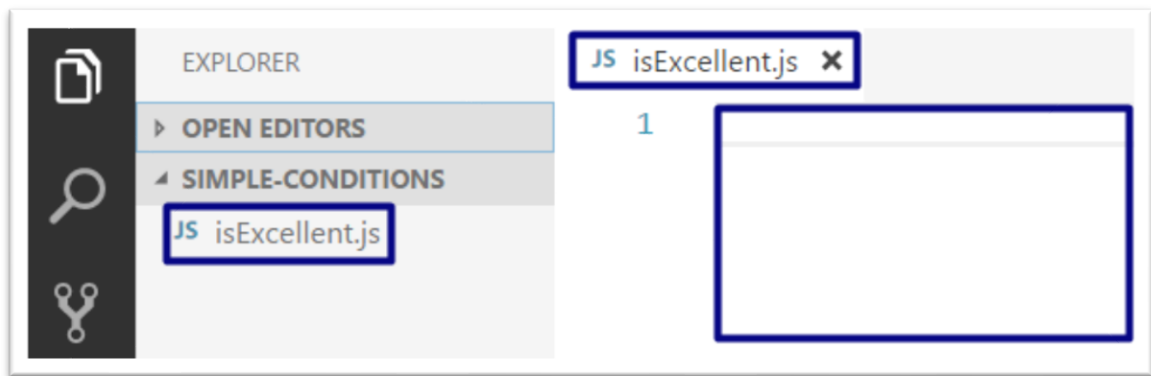 EXPLORER
OPEN EDITORS
SIMPLE-CONDITIONS
JS isExcellent.js
JS isExcellent.js
1